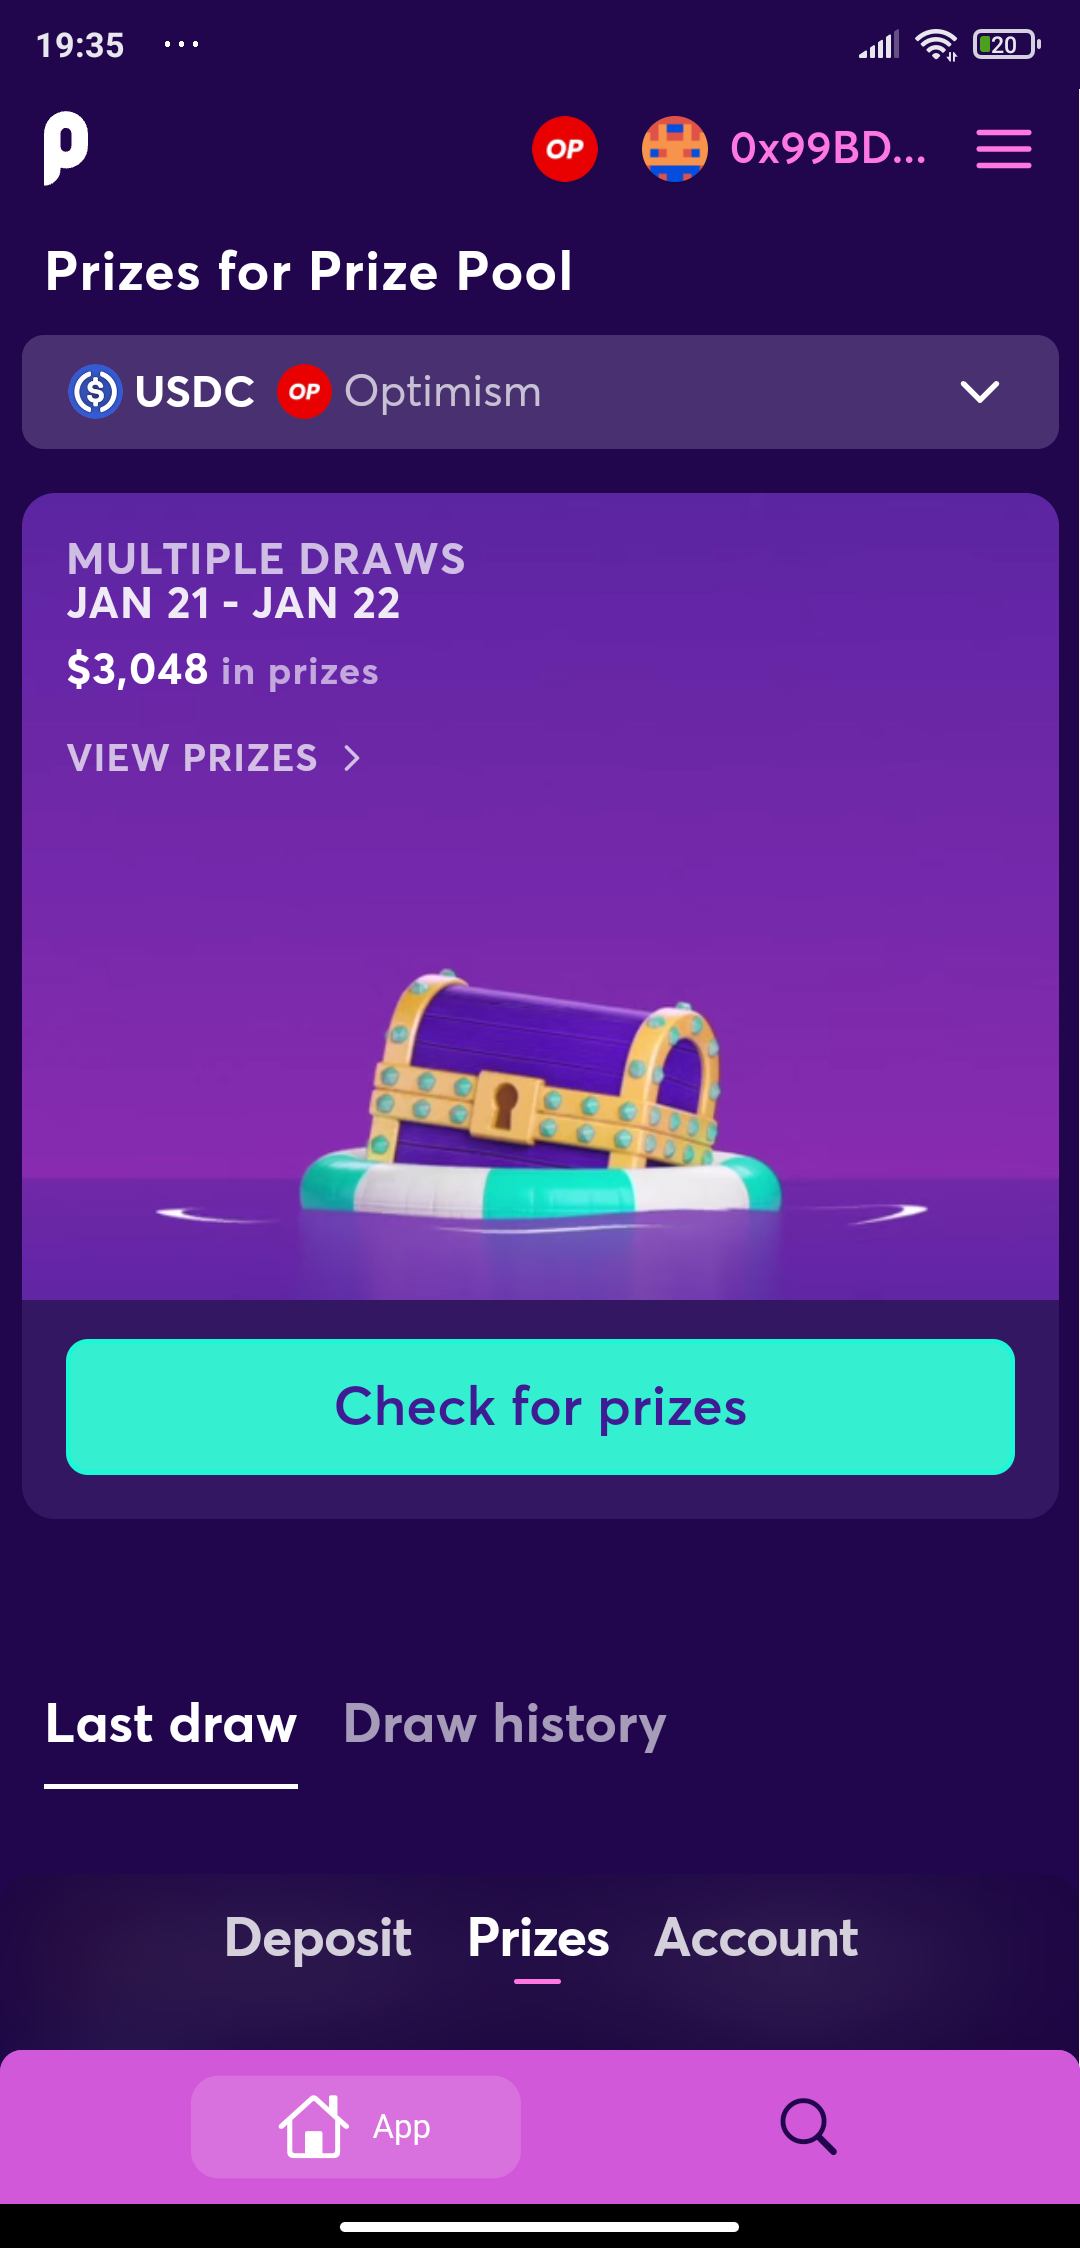 19:35 ...
20
OP 0x99BD...
Prizes for Prize Pool
USDC OP Optimism
MULTIPLE DRAWS
JAN 21 - JAN 22
$3,048 in prizes
VIEW PRIZES
Check for prizes
Last draw Draw history
Deposit Prizes Account
App